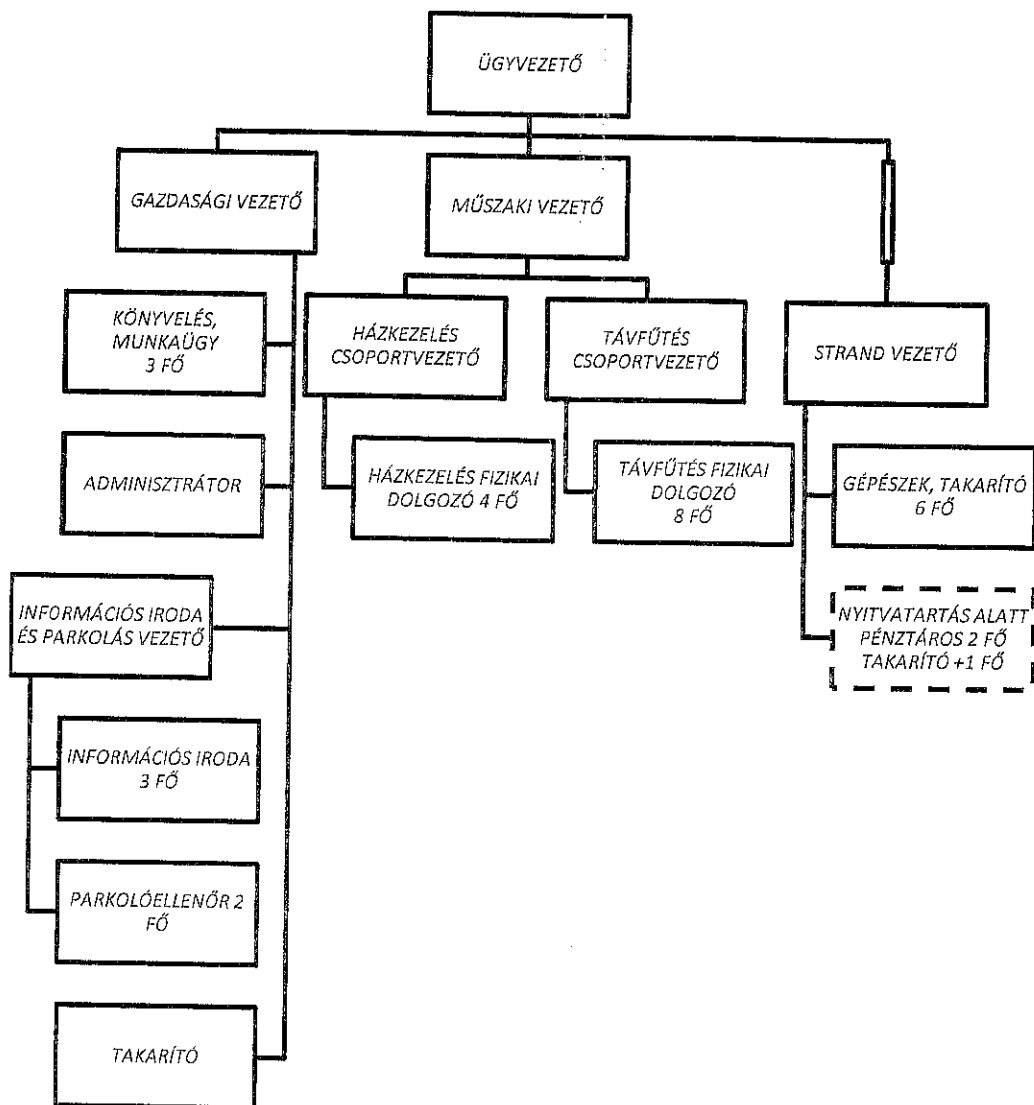 ÜGYVEZETŐ
GAZDASÁGI VEZETŐ
MŰSZAKI VEZETŐ
KÖNYVELÉS,
MUNKAÜGY
3 FŐ
HÁZKEZELÉS
CSOPORTVEZETŐ
TÁVFŰTÉS
CSOPORTVEZETŐ
STRAND VEZETŐ
ADMINISZTRÁTOR
HÁZKEZELÉS FIZIKAI
DOLGOZÓ 4 FŐ
TÁVFŰTÉS FIZIKAI
DOLGOZÓ
8 FŐ
GÉPÉSZEK, TAKARÍTÓ
6 FŐ
INFORMÁCIÓS IRODA
ÉS PARKOLÁS VEZETŐ
NYITVATARTÁS ALATT
PÉNZTÁROS 2 FŐ
TAKARÍTÓ +1 FŐ
INFORMÁCIÓS IRODA
3 FŐ
PARKOLÓELLENŐR 2
FŐ
TAKARÍTÓ